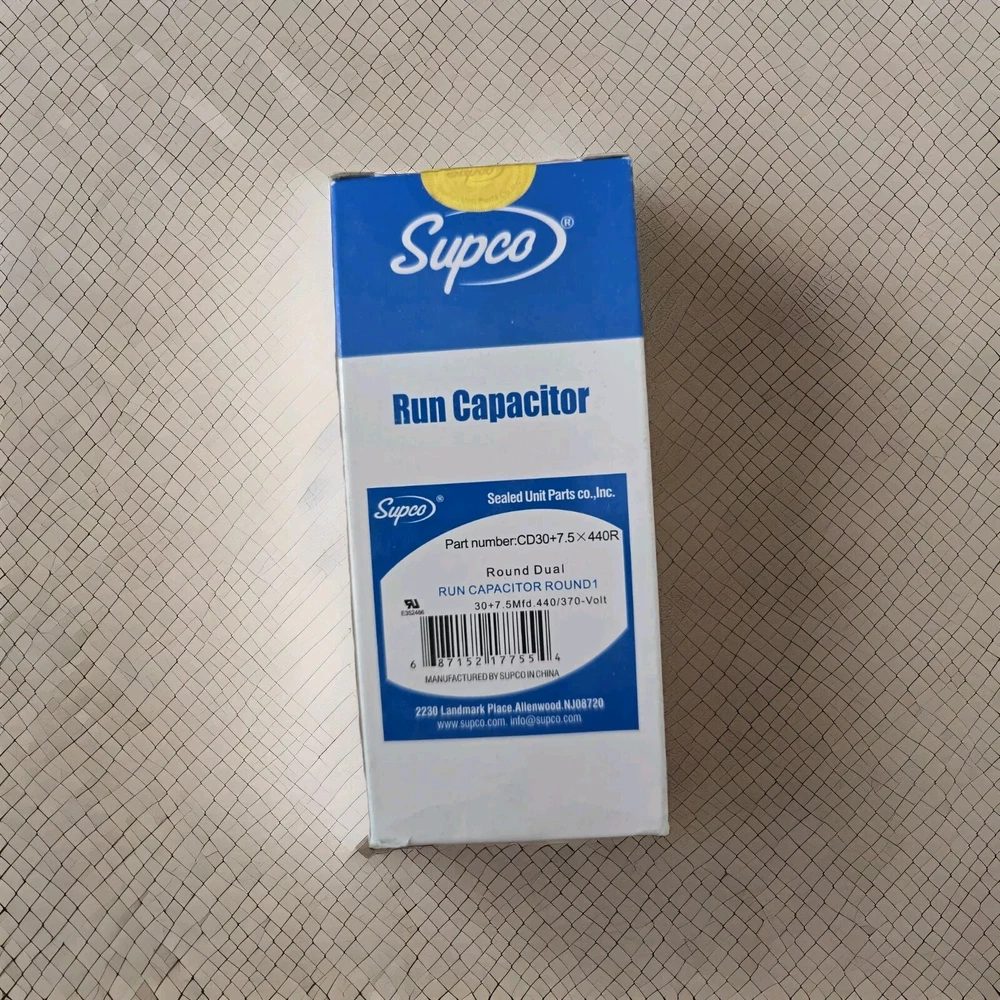 Supco®
Run Capacitor
Supco®
Sealed Unit Parts co.,Inc.
Part number:CD30+7.5×440R
Round Dual
RUN CAPACITOR ROUND1
30+7.5Mfd.440/370-Volt
E352486
6 87152 17755 4
MANUFACTURED BY SUPCO IN CHINA
2230 Landmark Place.Allenwood.NJ08720
www.supco.com. info@supco.com